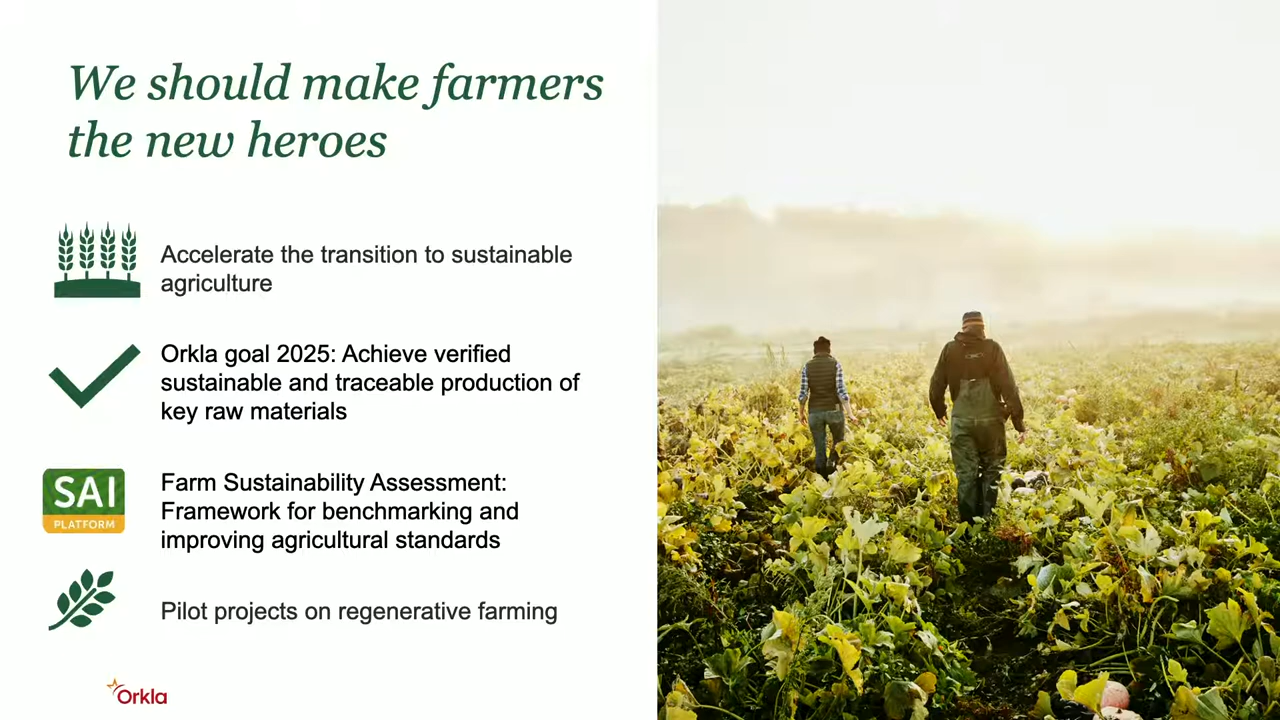 We should make farmers
the new heroes
Accelerate the transition to sustainable
agriculture
Orkla goal 2025: Achieve verified
sustainable and traceable production of
key raw materials
SAI
PLATFORM
Farm Sustainability Assessment:
Framework for benchmarking and
improving agricultural standards
Pilot projects on regenerative farming
Orkla